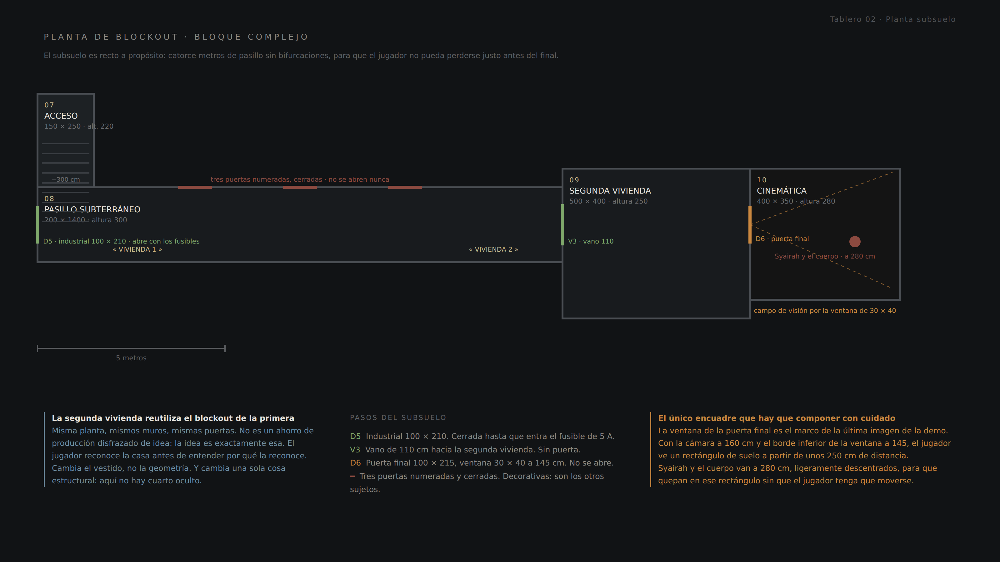 Tablero 02 · Planta subsuelo
PLANTA DE BLOCKOUT · BLOQUE COMPLEJO
El subsuelo es recto a propósito: catorce metros de pasillo sin bifurcaciones, para que el jugador no pueda perderse justo antes del final.
07
ACCESO
150 × 250 · alt. 220
−300 cm
tres puertas numeradas, cerradas · no se abren nunca
08
PASILLO SUBTERRÁNEO
200 × 1400 · altura 300
D5 · industrial 100 × 210 · abre con los fusibles
« VIVIENDA 1 »
« VIVIENDA 2 »
09
SEGUNDA VIVIENDA
500 × 400 · altura 250
V3 · vano 110
10
CINEMÁTICA
400 × 350 · altura 280
D6 · puerta final
Syairah y el cuerpo · a 280 cm
campo de visión por la ventana de 30 × 40
5 metros
La segunda vivienda reutiliza el blockout de la primera
Misma planta, mismos muros, mismas puertas. No es un ahorro de
producción disfrazado de idea: la idea es exactamente esa. El
jugador reconoce la casa antes de entender por qué la reconoce.
Cambia el vestido, no la geometría. Y cambia una sola cosa
estructural: aquí no hay cuarto oculto.
PASOS DEL SUBSUELO
D5 Industrial 100 × 210. Cerrada hasta que entra el fusible de 5 A.
V3 Vano de 110 cm hacia la segunda vivienda. Sin puerta.
D6 Puerta final 100 × 215, ventana 30 × 40 a 145 cm. No se abre.
━ Tres puertas numeradas y cerradas. Decorativas: son los otros
sujetos.
El único encuadre que hay que componer con cuidado
La ventana de la puerta final es el marco de la última imagen de la demo.
Con la cámara a 160 cm y el borde inferior de la ventana a 145, el jugador
ve un rectángulo de suelo a partir de unos 250 cm de distancia.
Syairah y el cuerpo van a 280 cm, ligeramente descentrados, para que
quepan en ese rectángulo sin que el jugador tenga que moverse.